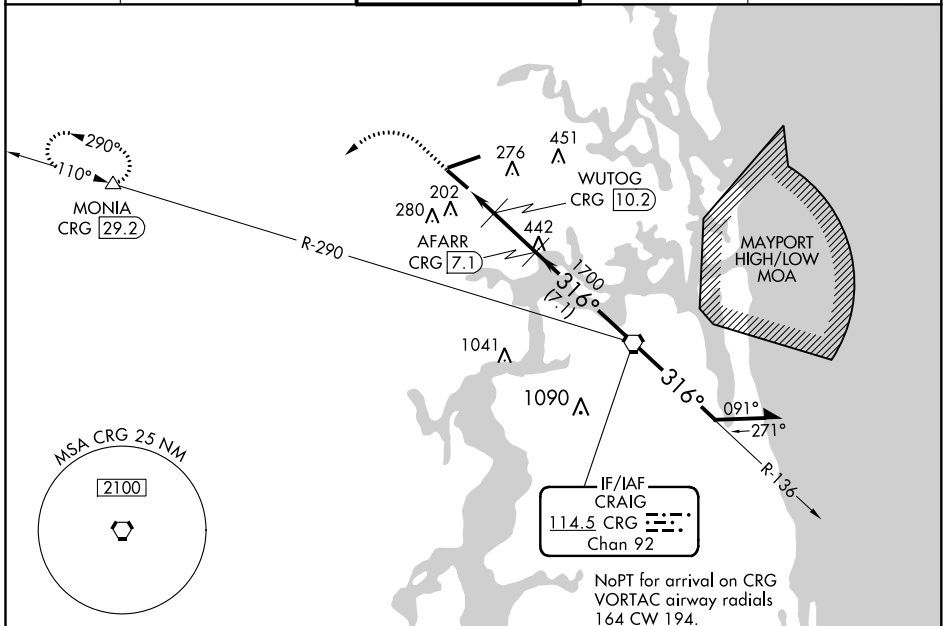 290°
110°
MONIA
CRG 29.2
R-290
276
451
202
280
WUTOG
CRG 10.2
442
AFARR
CRG 7.1
1700
316°
(7.1)
MAYPORT
HIGH/LOW
MOA
1041
1090
316°
091°
271°
R-136
MSA CRG 25 NM
2100
IF/IAF
CRAIG
114.5 CRG
Chan 92
NoPT for arrival on CRG
VORTAC airway radials
164 CW 194.